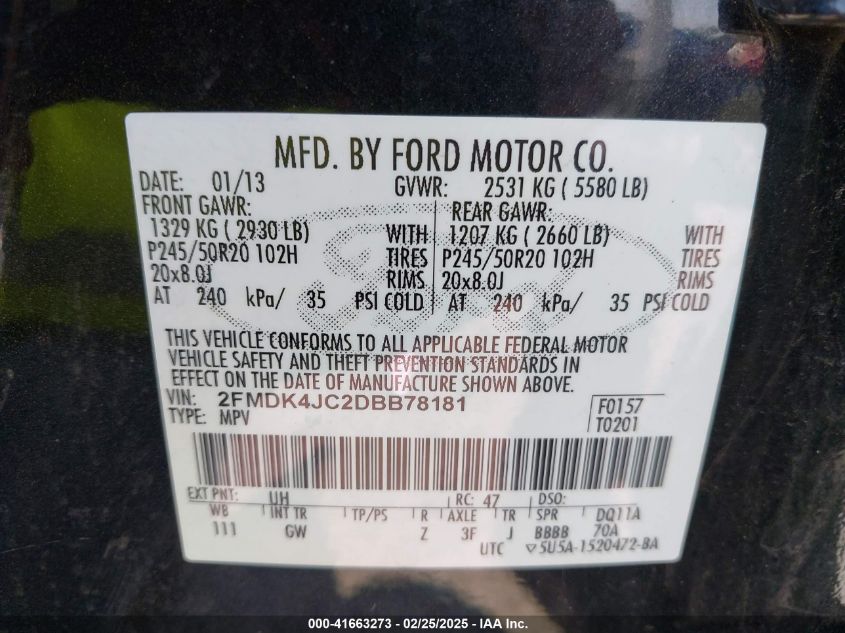 MFD. BY FORD MOTOR CO.
DATE: 01/13 GVWR: 2531 KG ( 5580 LB)
FRONT GAWR: REAR GAWR:
1329 KG ( 2930 LB) WITH 1207 KG ( 2660 LB) WITH
P245/50R20 102H TIRES P245/50R20 102H TIRES
20x8.0J RIMS 20x8.0J RIMS
AT 240 kPa/ 35 PSI COLD AT 240 kPa/ 35 PSI COLD
THIS VEHICLE CONFORMS TO ALL APPLICABLE FEDERAL MOTOR
VEHICLE SAFETY AND THEFT PREVENTION STANDARDS IN
EFFECT ON THE DATE OF MANUFACTURE SHOWN ABOVE.
VIN: 2FMDK4JC2DBB78181 F0157
TYPE: MPV T0201
EXT PNT: UH RC: 47 DSO:
WB INT TR TP/PS R AXLE TR SPR DQ11A
111 GW Z 3F J BBBB 70A
UTC ▽5U5A-1520472-BA
000-41663273 - 02/25/2025 - IAA Inc.